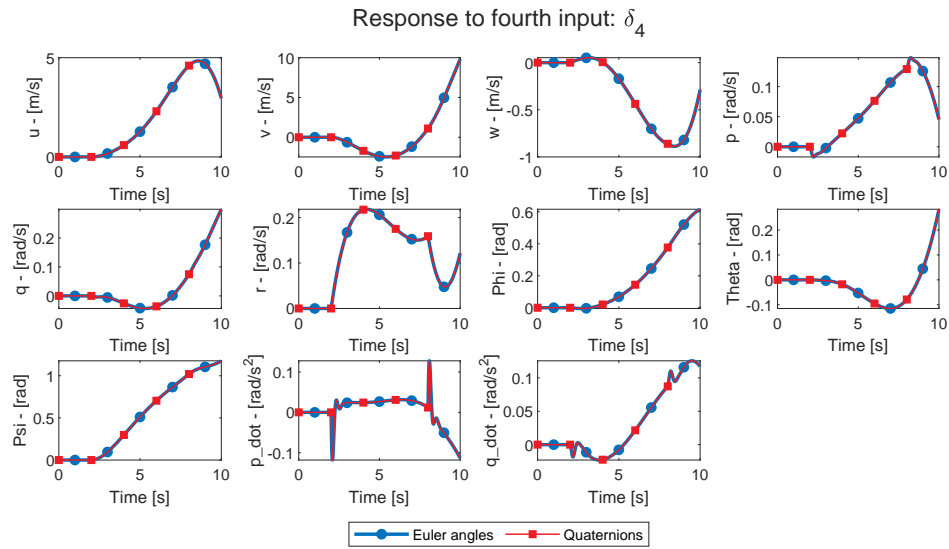 Response to fourth input: δ_4
u - [m/s]
5
0
0 5 10
Time [s]
v - [m/s]
10
5
0
0 5 10
Time [s]
w - [m/s]
0
-0.5
-1
0 5 10
Time [s]
p - [rad/s]
0.1
0.05
0
0 5 10
Time [s]
q - [rad/s]
0.2
0.1
0
0 5 10
Time [s]
r - [rad/s]
0.2
0.1
0
0 5 10
Time [s]
Phi - [rad]
0.6
0.4
0.2
0
0 5 10
Time [s]
Theta - [rad]
0.2
0.1
0
-0.1
0 5 10
Time [s]
Psi - [rad]
1
0.5
0
0 5 10
Time [s]
p_dot - [rad/s²]
0.1
0
-0.1
0 5 10
Time [s]
q_dot - [rad/s²]
0.1
0.05
0
0 5 10
Time [s]
Euler angles Quaternions